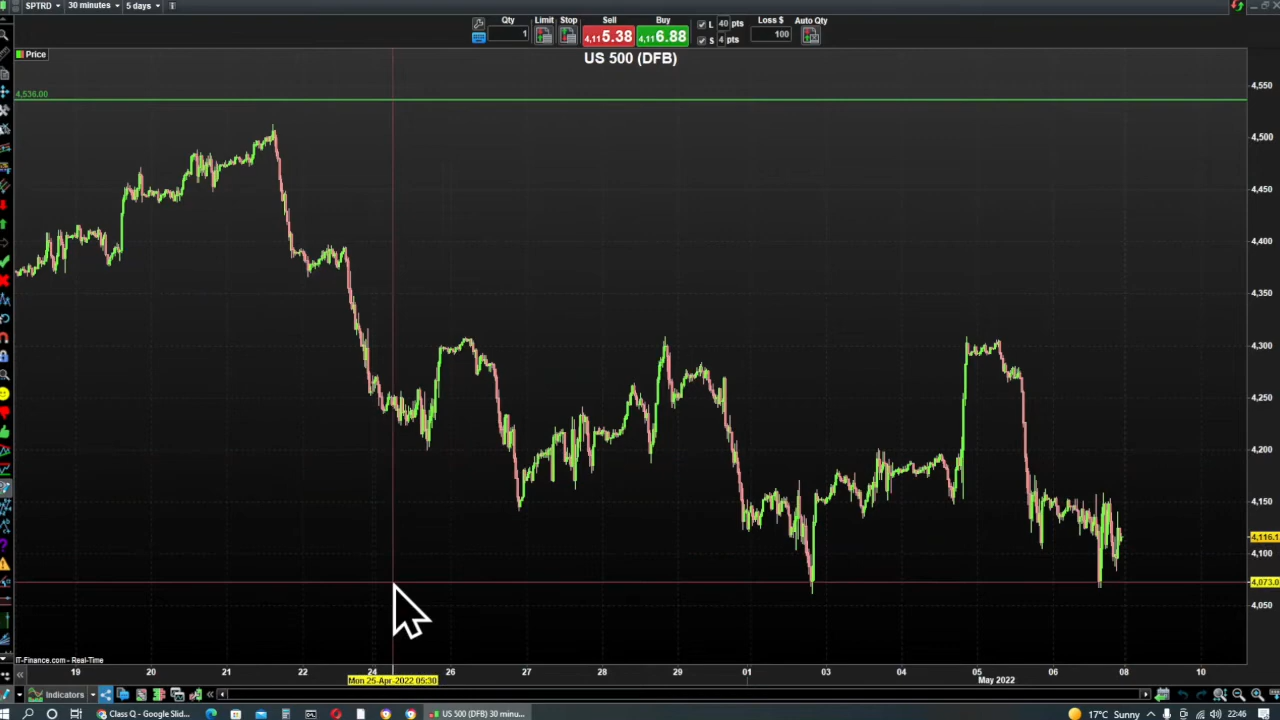 SPTRD 30 minutes 5 days i
Qty Limit Stop Sell Buy Loss $ Auto Qty
1 4,115.38 4,116.88 L 40 pts 100
S 4 pts
Price
US 500 (DFB)
4,536.00
4,550
4,500
4,450
4,400
4,350
4,300
4,250
4,200
4,150
4,116.1
4,100
4,073.0
4,050
IT-Finance.com - Real-Time
19 20 21 22 24 26 27 28 29 01 03 04 05 06 08 10
Mon 25-Apr-2022 05:30 May 2022
Indicators
Class Q - Google Slid... US 500 (DFB) 30 minu... 17°C Sunny 22:46